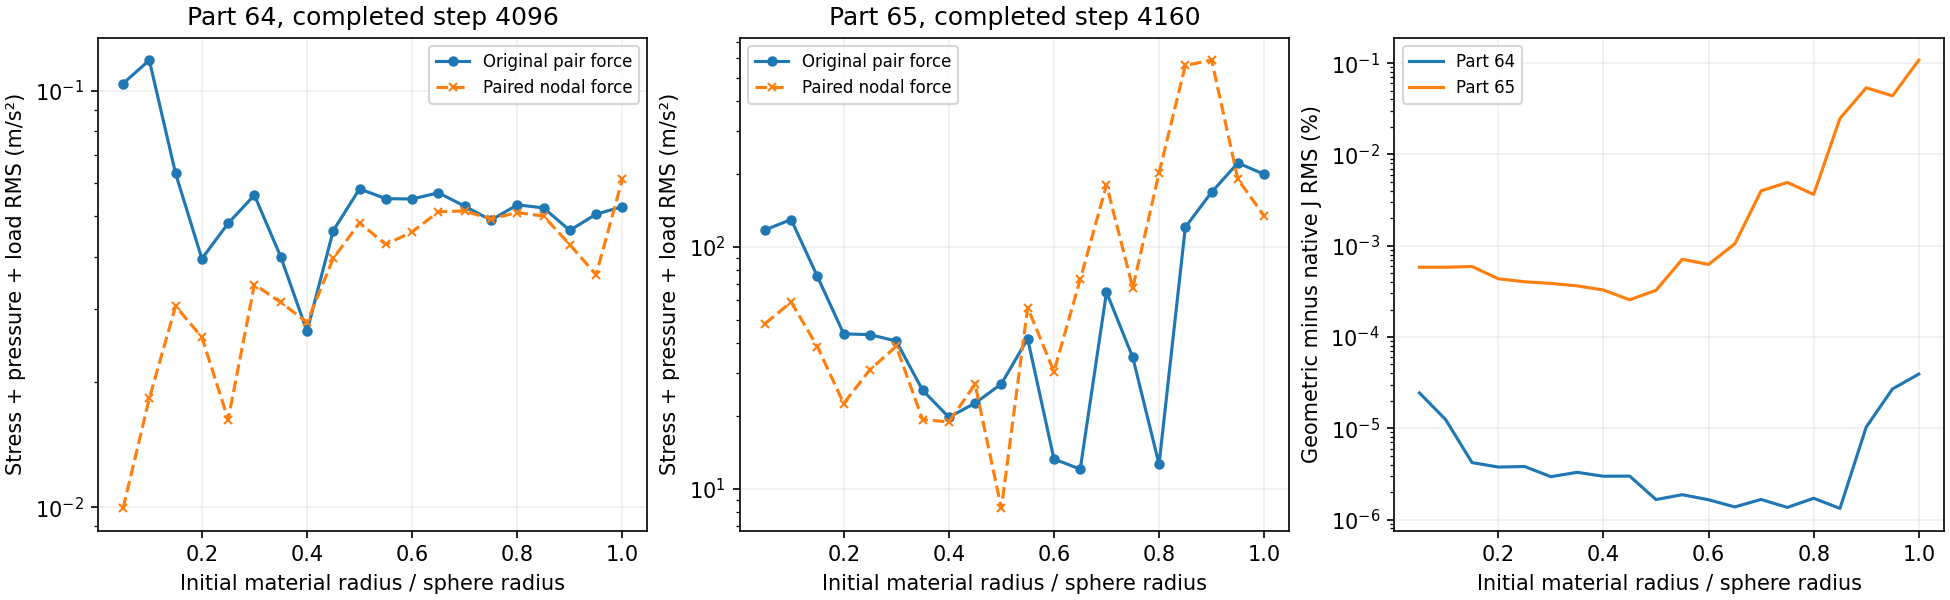 Part 64, completed step 4096
Stress + pressure + load RMS (m/s²)
10⁻¹
10⁻²
Original pair force
Paired nodal force
0.2 0.4 0.6 0.8 1.0
Initial material radius / sphere radius
Part 65, completed step 4160
Stress + pressure + load RMS (m/s²)
10²
10¹
Original pair force
Paired nodal force
0.2 0.4 0.6 0.8 1.0
Initial material radius / sphere radius
Geometric minus native J RMS (%)
10⁻¹
10⁻²
10⁻³
10⁻⁴
10⁻⁵
10⁻⁶
Part 64
Part 65
0.2 0.4 0.6 0.8 1.0
Initial material radius / sphere radius